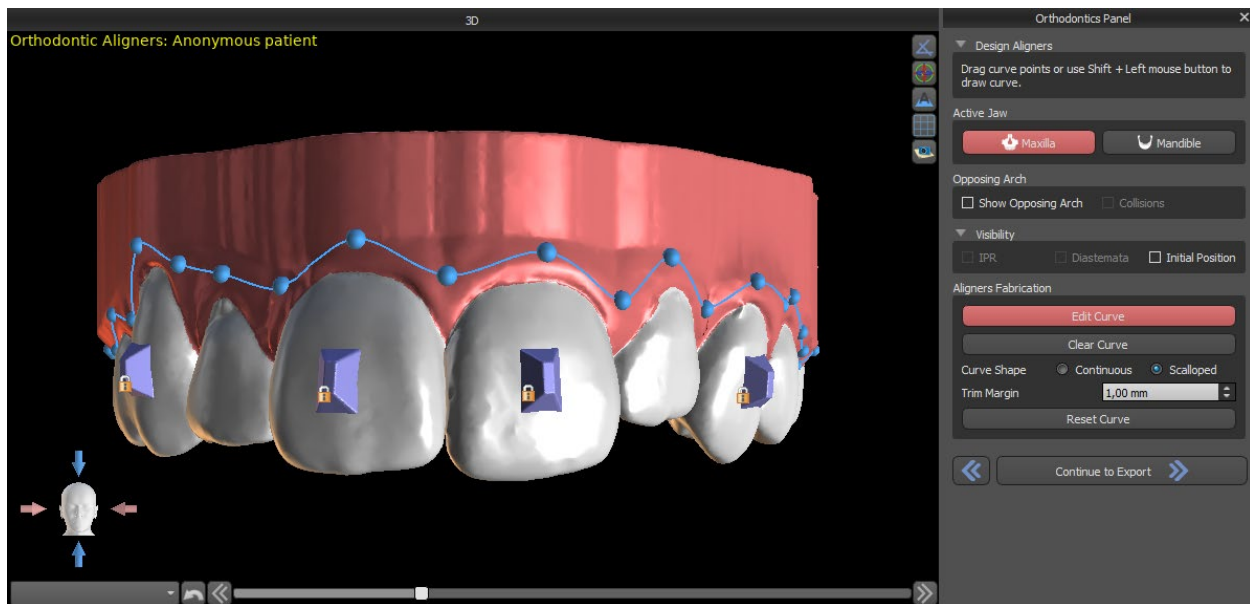 3D
Orthodontic Aligners: Anonymous patient
Orthodontics Panel
Design Aligners
Drag curve points or use Shift + Left mouse button to
draw curve.
Active Jaw
Maxilla
Mandible
Opposing Arch
Show Opposing Arch
Collisions
Visibility
IPR
Diastemata
Initial Position
Aligners Fabrication
Edit Curve
Clear Curve
Curve Shape
Continuous
Scalloped
Trim Margin
1,00 mm
Reset Curve
Continue to Export